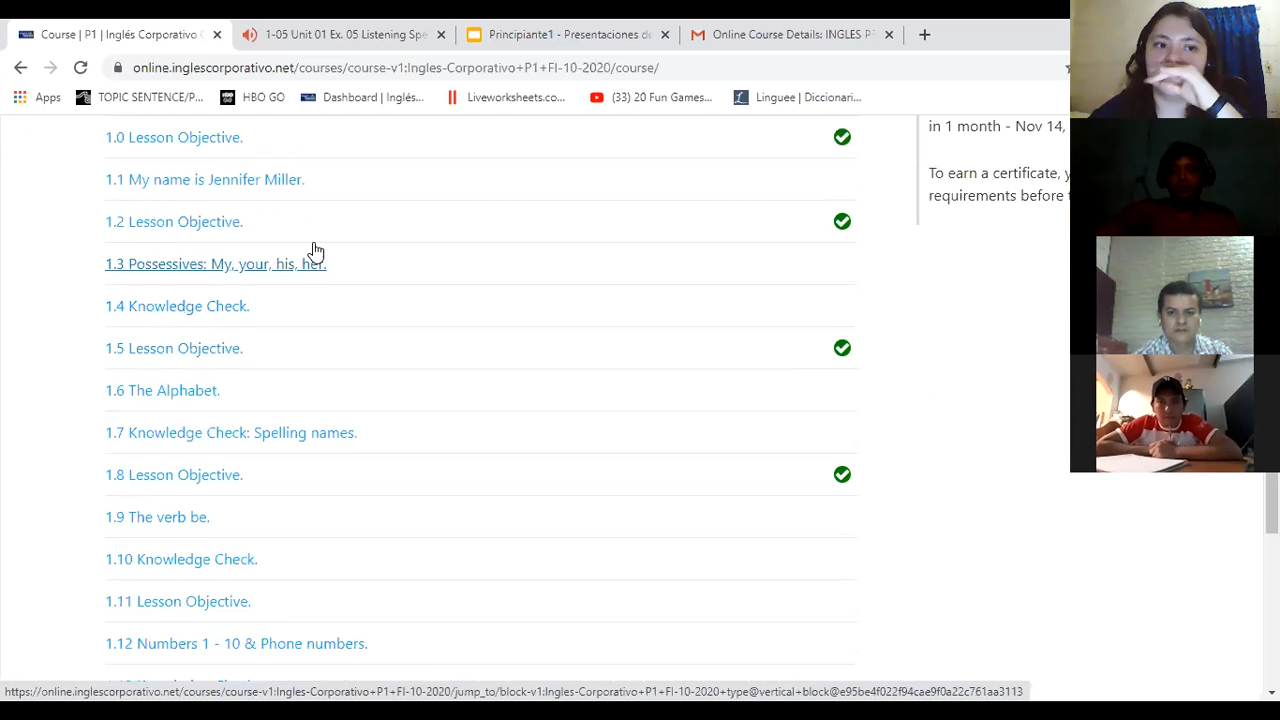 Course | P1 | Inglés Corporativo C
1-05 Unit 01 Ex. 05 Listening Spe
Principiante1 - Presentaciones de
Online Course Details: INGLES P
online.inglescorporativo.net/courses/course-v1:Ingles-Corporativo+P1+FI-10-2020/course/
Apps
TOPIC SENTENCE/P...
HBO GO
Dashboard | Inglés...
Liveworksheets.co...
(33) 20 Fun Games...
Linguee | Diccionari...
1.0 Lesson Objective.
1.1 My name is Jennifer Miller.
1.2 Lesson Objective.
1.3 Possessives: My, your, his, her.
1.4 Knowledge Check.
1.5 Lesson Objective.
1.6 The Alphabet.
1.7 Knowledge Check: Spelling names.
1.8 Lesson Objective.
1.9 The verb be.
1.10 Knowledge Check.
1.11 Lesson Objective.
1.12 Numbers 1 - 10 & Phone numbers.
in 1 month - Nov 14,
To earn a certificate, y
requirements before t
https://online.inglescorporativo.net/courses/course-v1:Ingles-Corporativo+P1+FI-10-2020/jump_to/block-v1:Ingles-Corporativo+P1+FI-10-2020+type@vertical+block@e95be4f022f94cae9f0a22c761aa3113